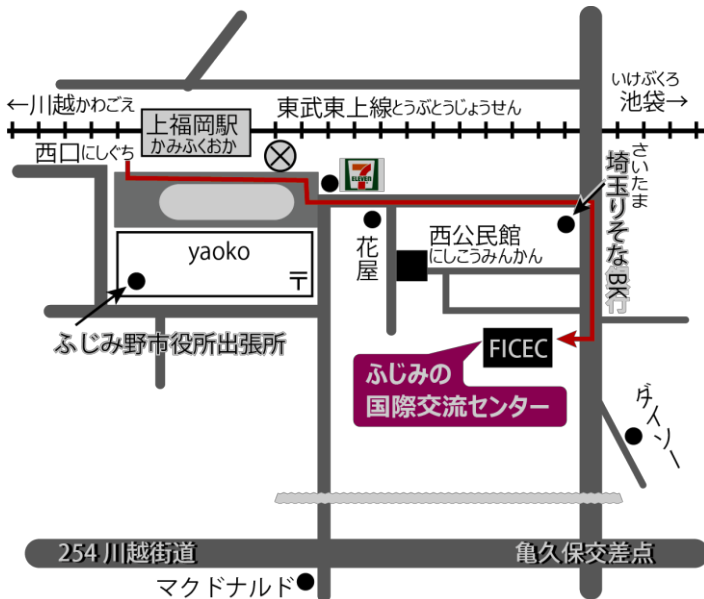 いけぶくろ
←川越かわごえ
東武東上線とうぶとうじょうせん
池袋→
上福岡駅
かみふくおか
西口にしぐち
7
ELEVEN
さいたま
埼玉りそなBK
yaoko
〒
花屋
西公民館
にしこうみんかん
ふじみ野市役所出張所
FICEC
ふじみの
国際交流センター
ダイソー
254 川越街道
亀久保交差点
マクドナルド